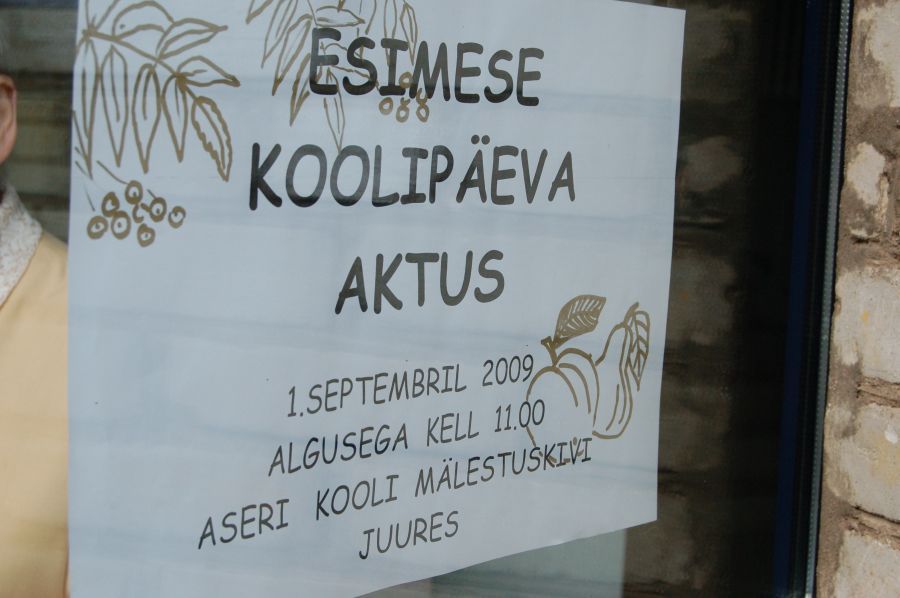 ESIMESE
KOOLIPÄEVA
AKTUS
1.SEPTEMBRIL 2009
ALGUSEGA KELL 11.00
ASERI KOOLI MÄLESTUSKIVI
JUURES